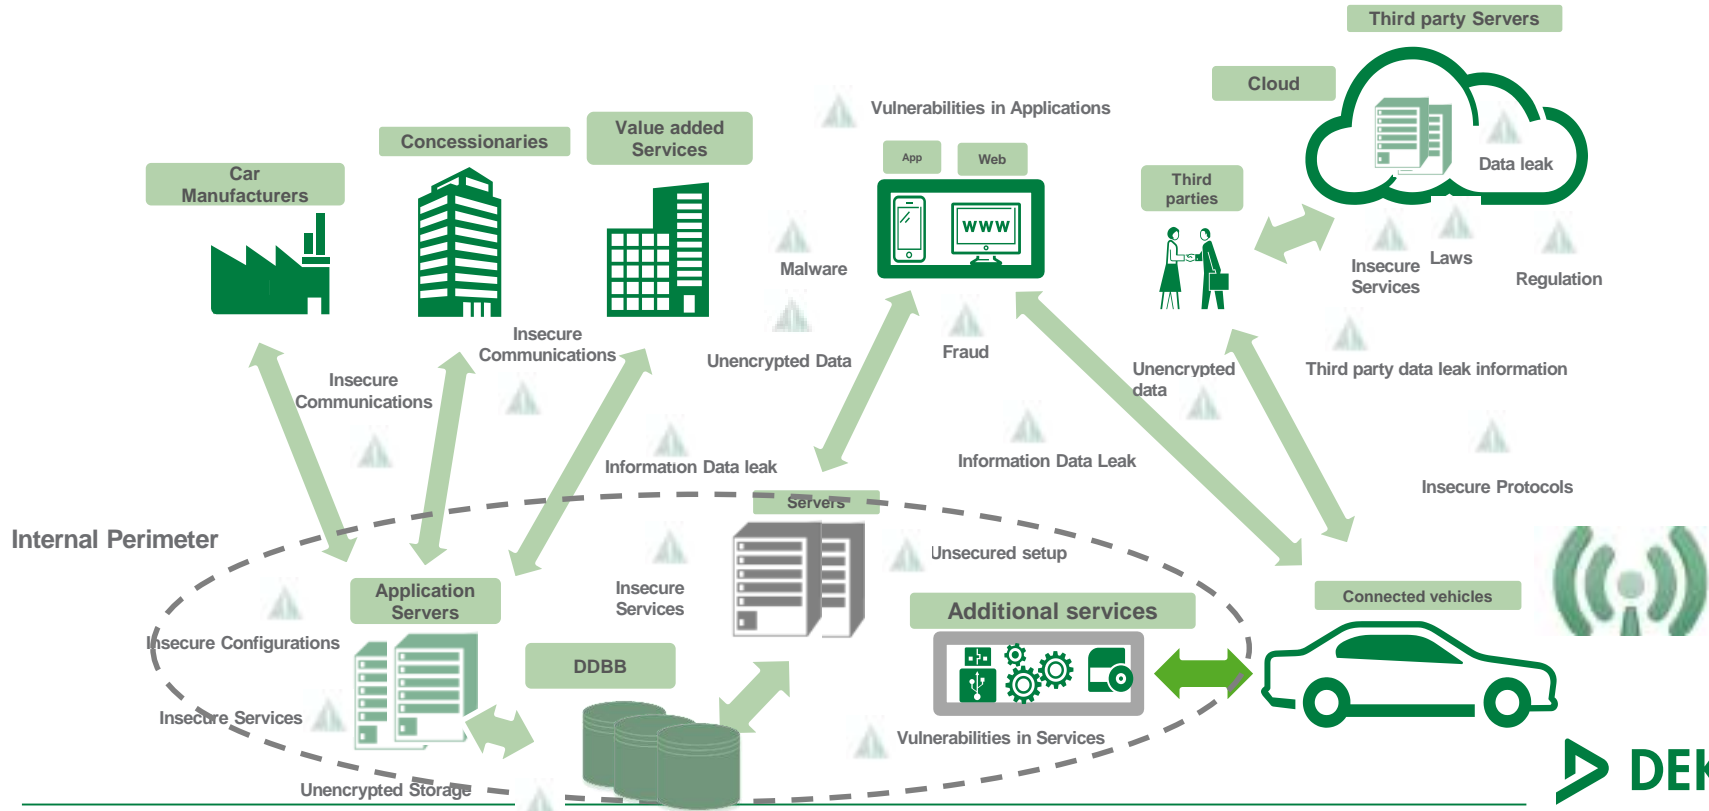 Third party Servers
Cloud
Vulnerabilities in Applications
Concessionaries
Value added
Services
App
Web
Data leak
Car
Manufacturers
Third
parties
www
Malware
Insecure
Services
Laws
Regulation
Insecure
Communications
Unencrypted Data
Fraud
Unencrypted
data
Third party data leak information
Insecure
Communications
Information Data leak
Information Data Leak
Insecure Protocols
Servers
Internal Perimeter
Unsecured setup
Application
Servers
Insecure
Services
Additional services
Connected vehicles
Insecure Configurations
DDBB
Insecure Services
Vulnerabilities in Services
Unencrypted Storage
DEK